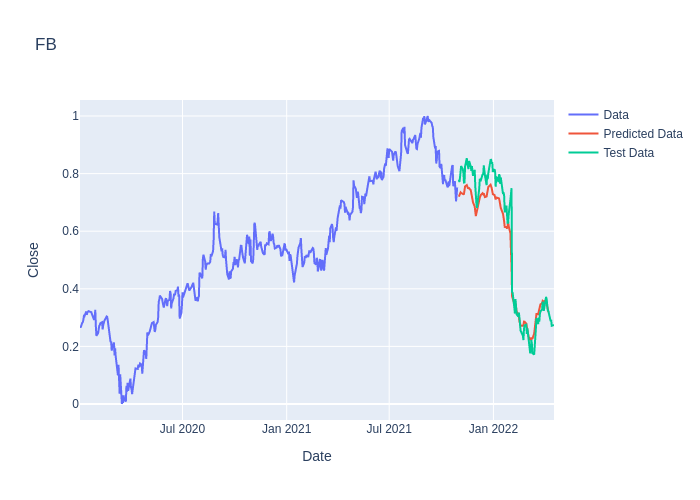 FB
Data
Predicted Data
Test Data
Close
1
0.8
0.6
0.4
0.2
0
Jul 2020
Jan 2021
Jul 2021
Jan 2022
Date